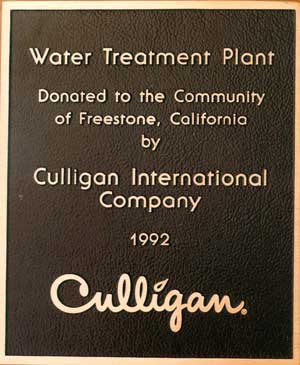 Water Treatment Plant
Donated to the Community
of Freestone, California
by
Culligan International
Company
1992
Culligan.